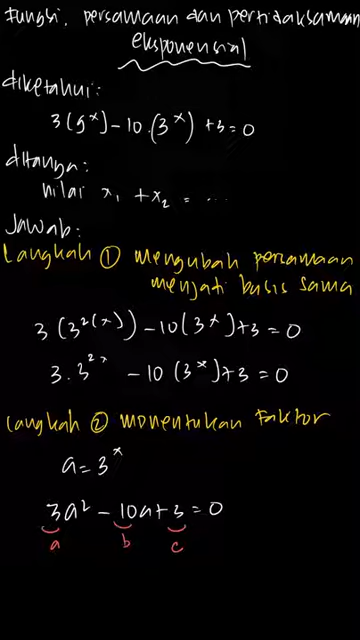 Fungsi, persamaan dan pertidaksamaan
eksponensial
diketahui:
3(9^x) - 10.(3^x) + 3 = 0
ditanya:
nilai x₁ + x₂ = ....
Jawab:
Langkah ① mengubah persamaan
menjadi basis sama
3(3^2(x)) - 10(3^x) + 3 = 0
3.3^2x - 10(3^x) + 3 = 0
Langkah ② menentukan faktor
a = 3^x
3a² - 10a + 3 = 0
a b c